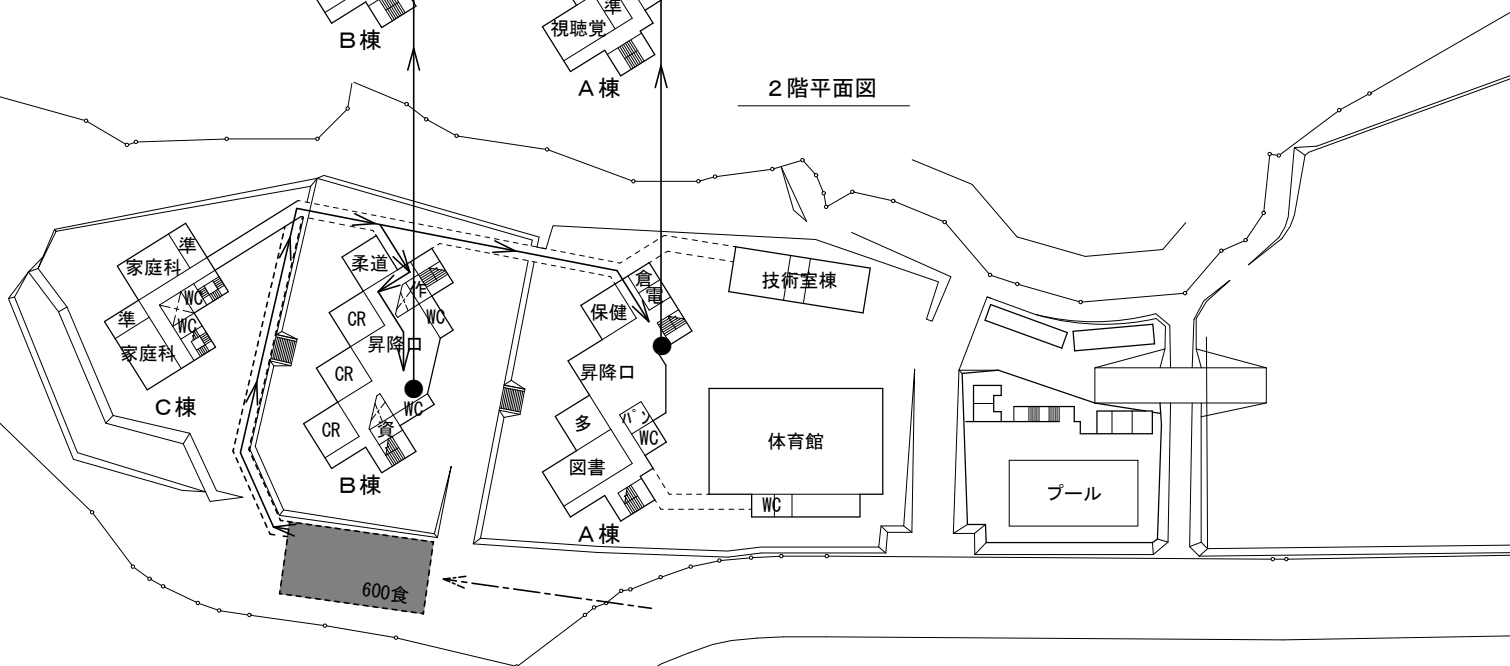 準
視聴覚
B棟
A棟
2階平面図
準
家庭科
WC
準
WC
家庭科
C棟
柔道
作
CR
WC
昇降口
CR
WC
CR
資
B棟
倉
電
保健
昇降口
多
WC
図書
A棟
技術室棟
体育館
WC
プール
600食